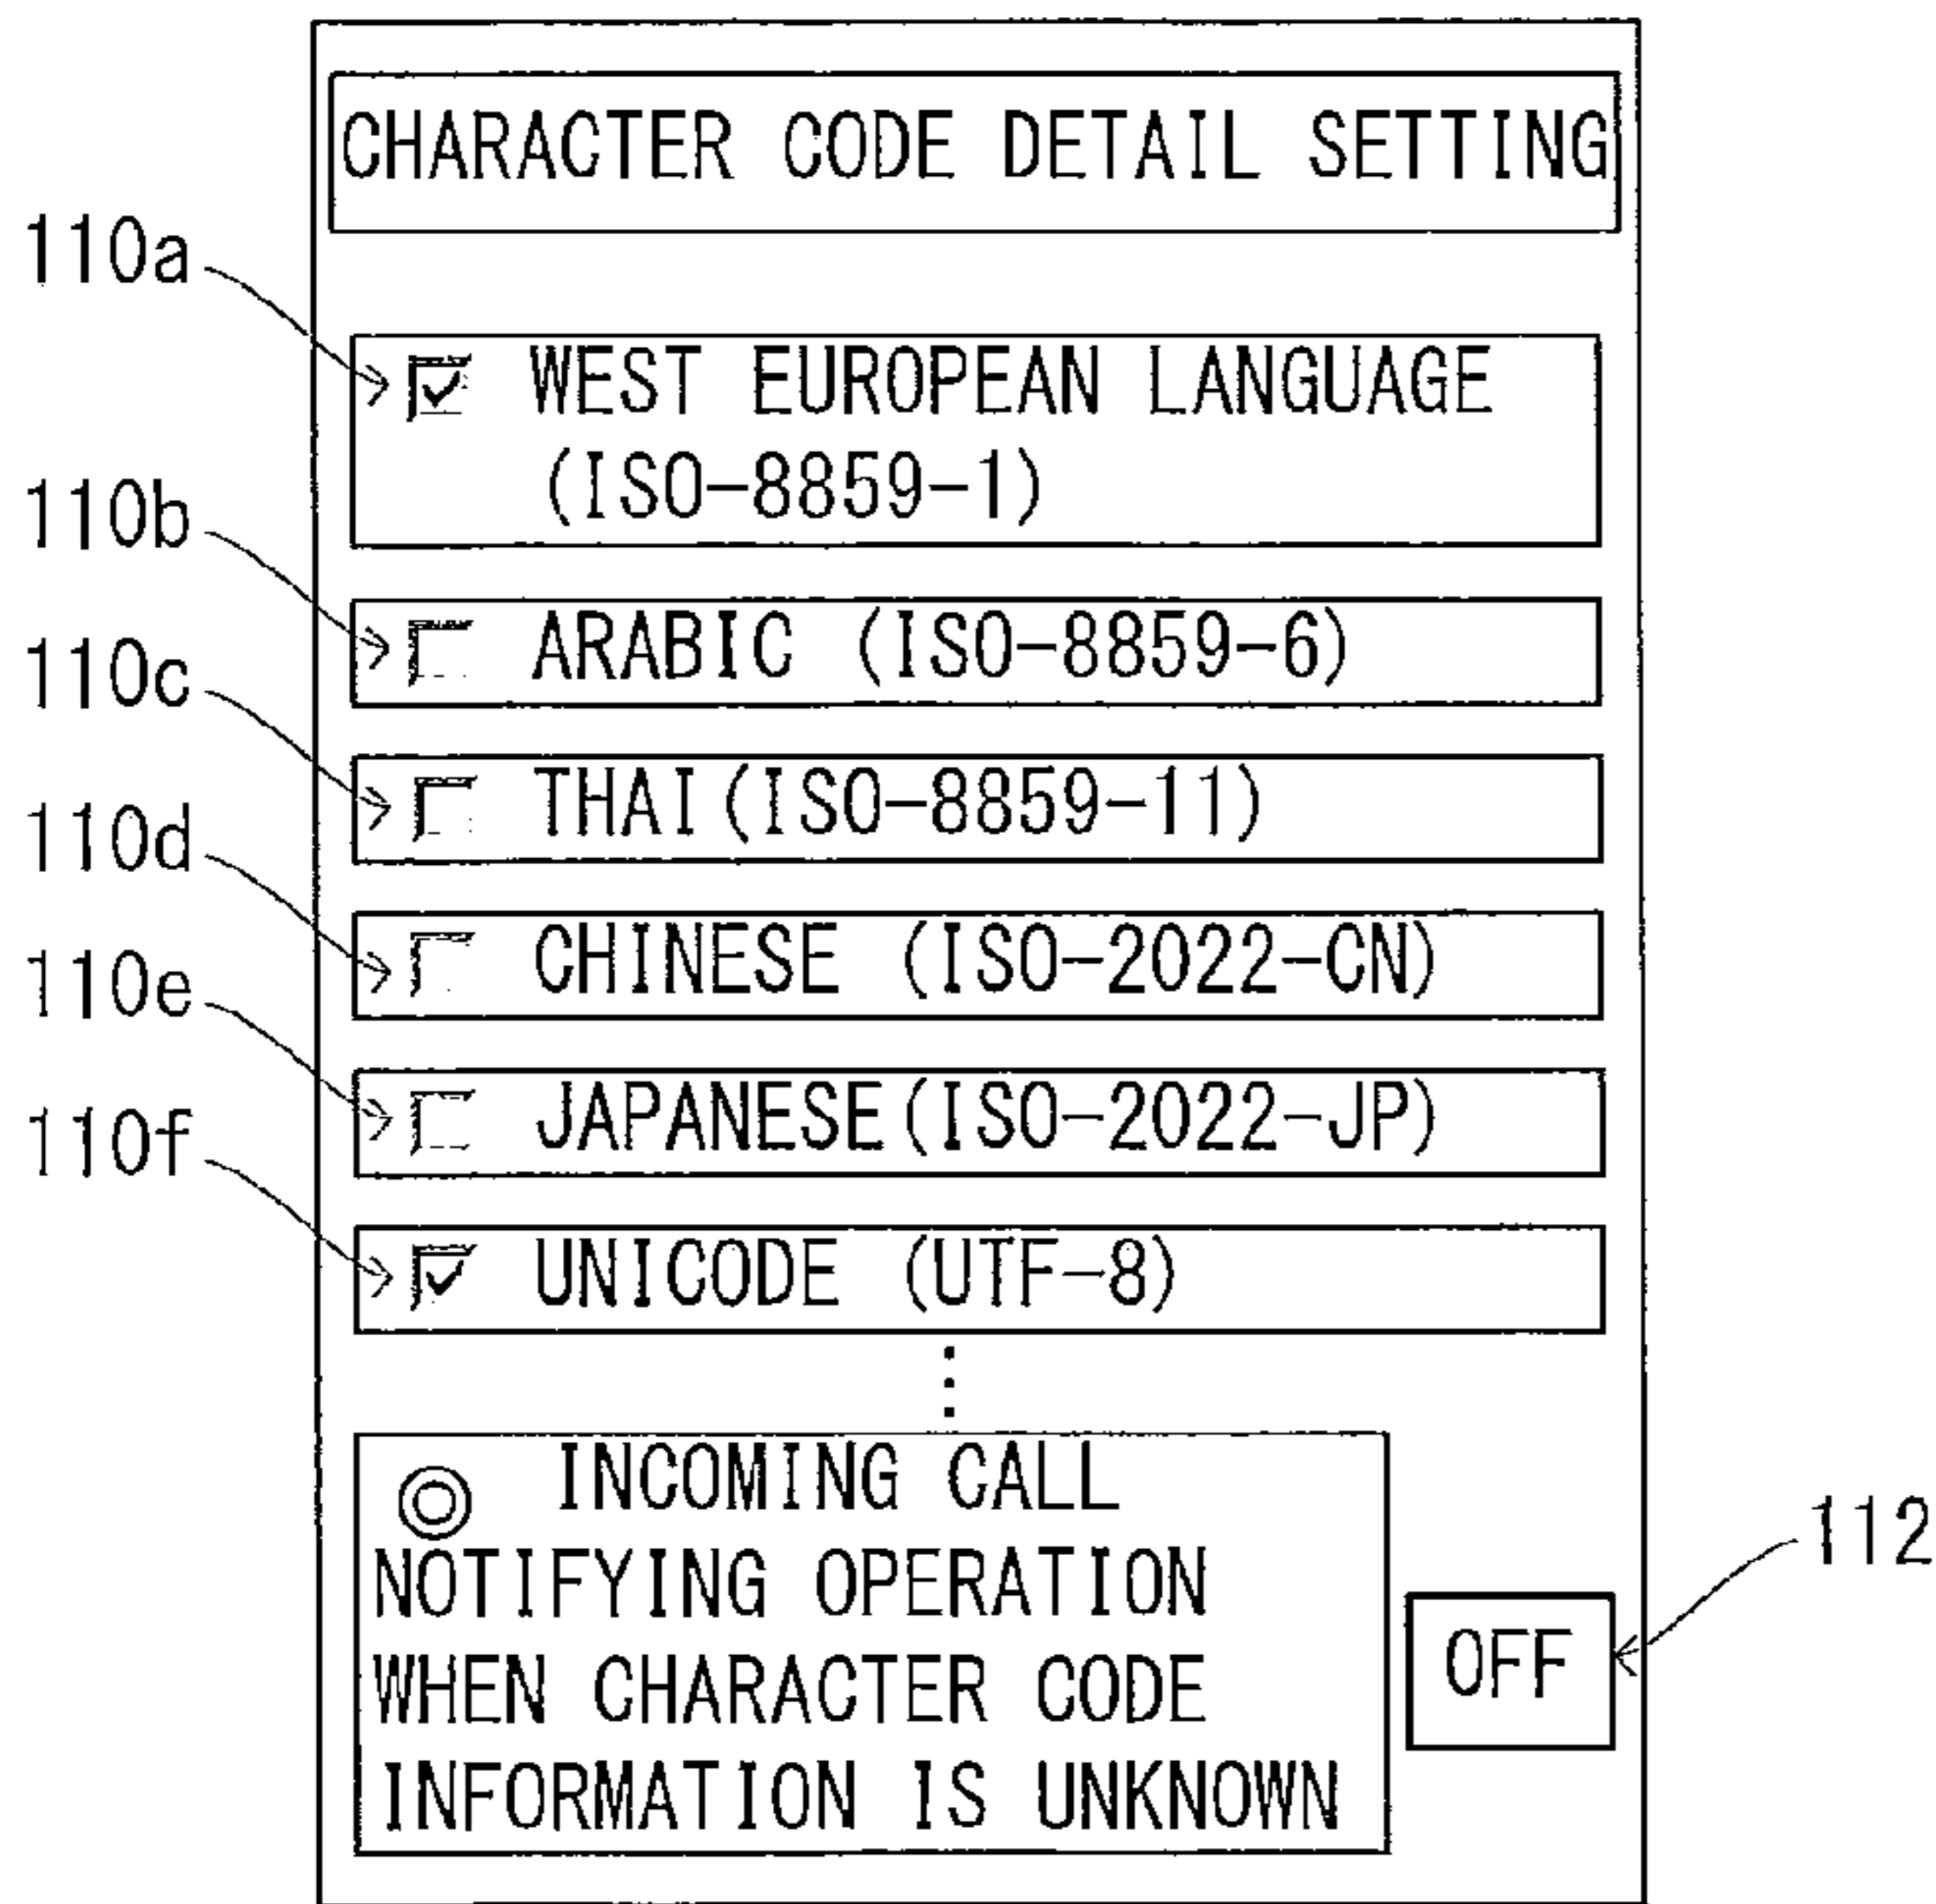 CHARACTER CODE DETAIL SETTING
110a
WEST EUROPEAN LANGUAGE
(ISO-8859-1)
110b
ARABIC (ISO-8859-6)
110c
THAI(ISO-8859-11)
110d
CHINESE (ISO-2022-CN)
110e
JAPANESE(ISO-2022-JP)
110f
UNICODE (UTF-8)
INCOMING CALL
NOTIFYING OPERATION
WHEN CHARACTER CODE
INFORMATION IS UNKNOWN
OFF
112